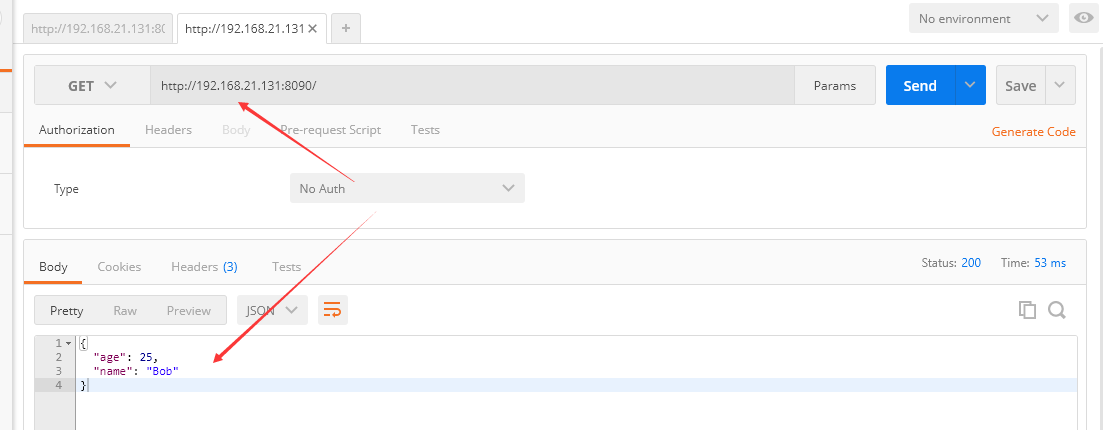 http://192.168.21.131:80
http://192.168.21.131
No environment
GET
http://192.168.21.131:8090/
Params
Send
Save
Authorization
Headers
Body
Pre-request Script
Tests
Generate Code
Type
No Auth
Body
Cookies
Headers (3)
Tests
Status: 200
Time: 53 ms
Pretty
Raw
Preview
JSON
1 {
2 "age": 25,
3 "name": "Bob"
4 }